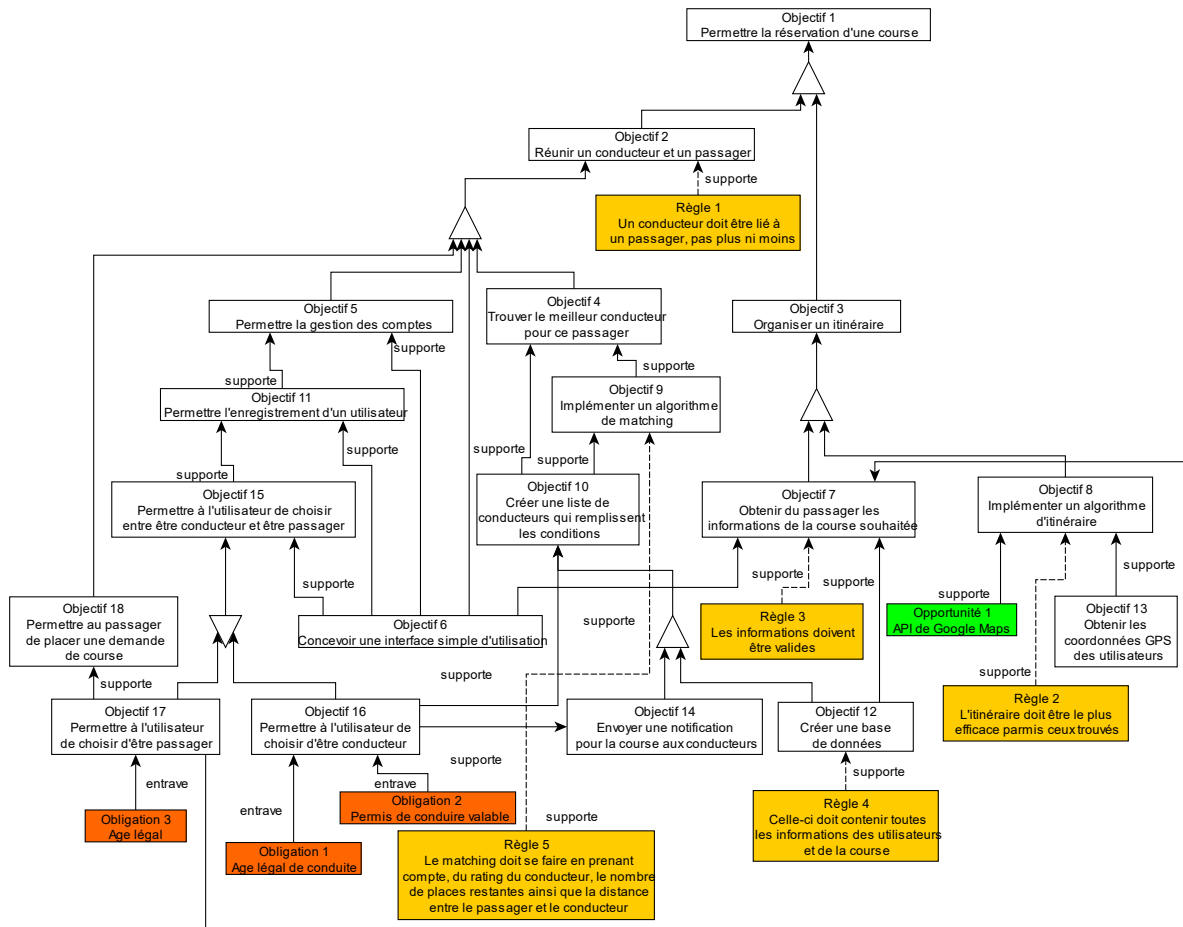 Objectif 1
Permettre la réservation d'une course
Objectif 2
Réunir un conducteur et un passager
supporte
Règle 1
Un conducteur doit être lié à
un passager, pas plus ni moins
Objectif 5
Permettre la gestion des comptes
Objectif 4
Trouver le meilleur conducteur
pour ce passager
Objectif 3
Organiser un itinéraire
supporte
supporte
supporte
Objectif 11
Permettre l'enregistrement d'un utilisateur
Objectif 9
Implémenter un algorithme
de matching
supporte
supporte
supporte
supporte
Objectif 15
Permettre à l'utilisateur de choisir
entre être conducteur et être passager
Objectif 10
Créer une liste de
conducteurs qui remplissent
les conditions
Objectif 7
Obtenir du passager les
informations de la course souhaitée
Objectif 8
Implémenter un algorithme
d'itinéraire
supporte
supporte
supporte
supporte
supporte
Objectif 18
Permettre au passager
de placer une demande
de course
Objectif 6
Concevoir une interface simple d'utilisation
Règle 3
Les informations doivent
être valides
Opportunité 1
API de Google Maps
Objectif 13
Obtenir les
coordonnées GPS
des utilisateurs
supporte
supporte
supporte
supporte
Objectif 17
Permettre à l'utilisateur
de choisir d'être passager
Objectif 16
Permettre à l'utilisateur de
choisir d'être conducteur
Objectif 14
Envoyer une notification
pour la course aux conducteurs
Objectif 12
Créer une base
de données
Règle 2
L'itinéraire doit être le plus
efficace parmis ceux trouvés
supporte
supporte
entrave
entrave
entrave
Obligation 3
Age légal
Obligation 2
Permis de conduire valable
supporte
Obligation 1
Age légal de conduite
Règle 5
Le matching doit se faire en prenant
compte, du rating du conducteur, le nombre
de places restantes ainsi que la distance
entre le passager et le conducteur
Règle 4
Celle-ci doit contenir toutes
les informations des utilisateurs
et de la course